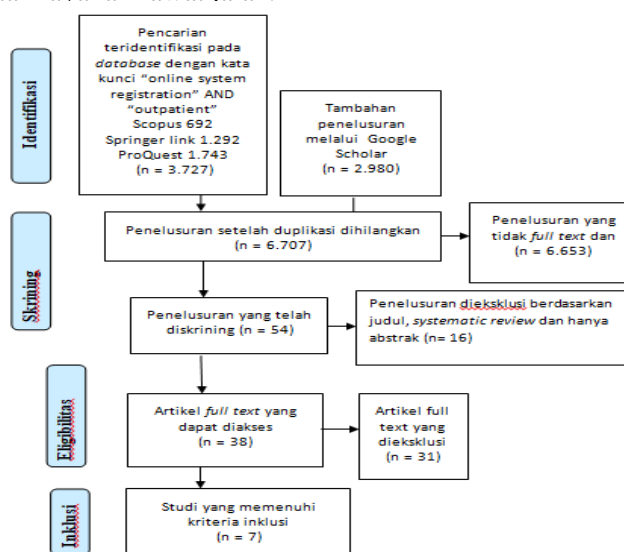 Identifikasi
Pencarian
teridentifikasi pada
database dengan kata
kunci “online system
registration” AND
“outpatient”
Scopus 692
Springer link 1.292
ProQuest 1.743
(n = 3.727)
Tambahan
penelusuran
melalui Google
Scholar
(n = 2.980)
Skrining
Penelusuran setelah duplikasi dihilangkan
(n = 6.707)
Penelusuran yang
tidak full text dan
(n = 6.653)
Penelusuran yang telah
diskrining (n = 54)
Penelusuran dieksklusi berdasarkan
judul, systematic review dan hanya
abstrak (n= 16)
Eligibilitas
Artikel full text yang
dapat diakses
(n = 38)
Artikel full
text yang
dieksklusi
(n = 31)
Inklusi
Studi yang memenuhi
kriteria inklusi
(n = 7)